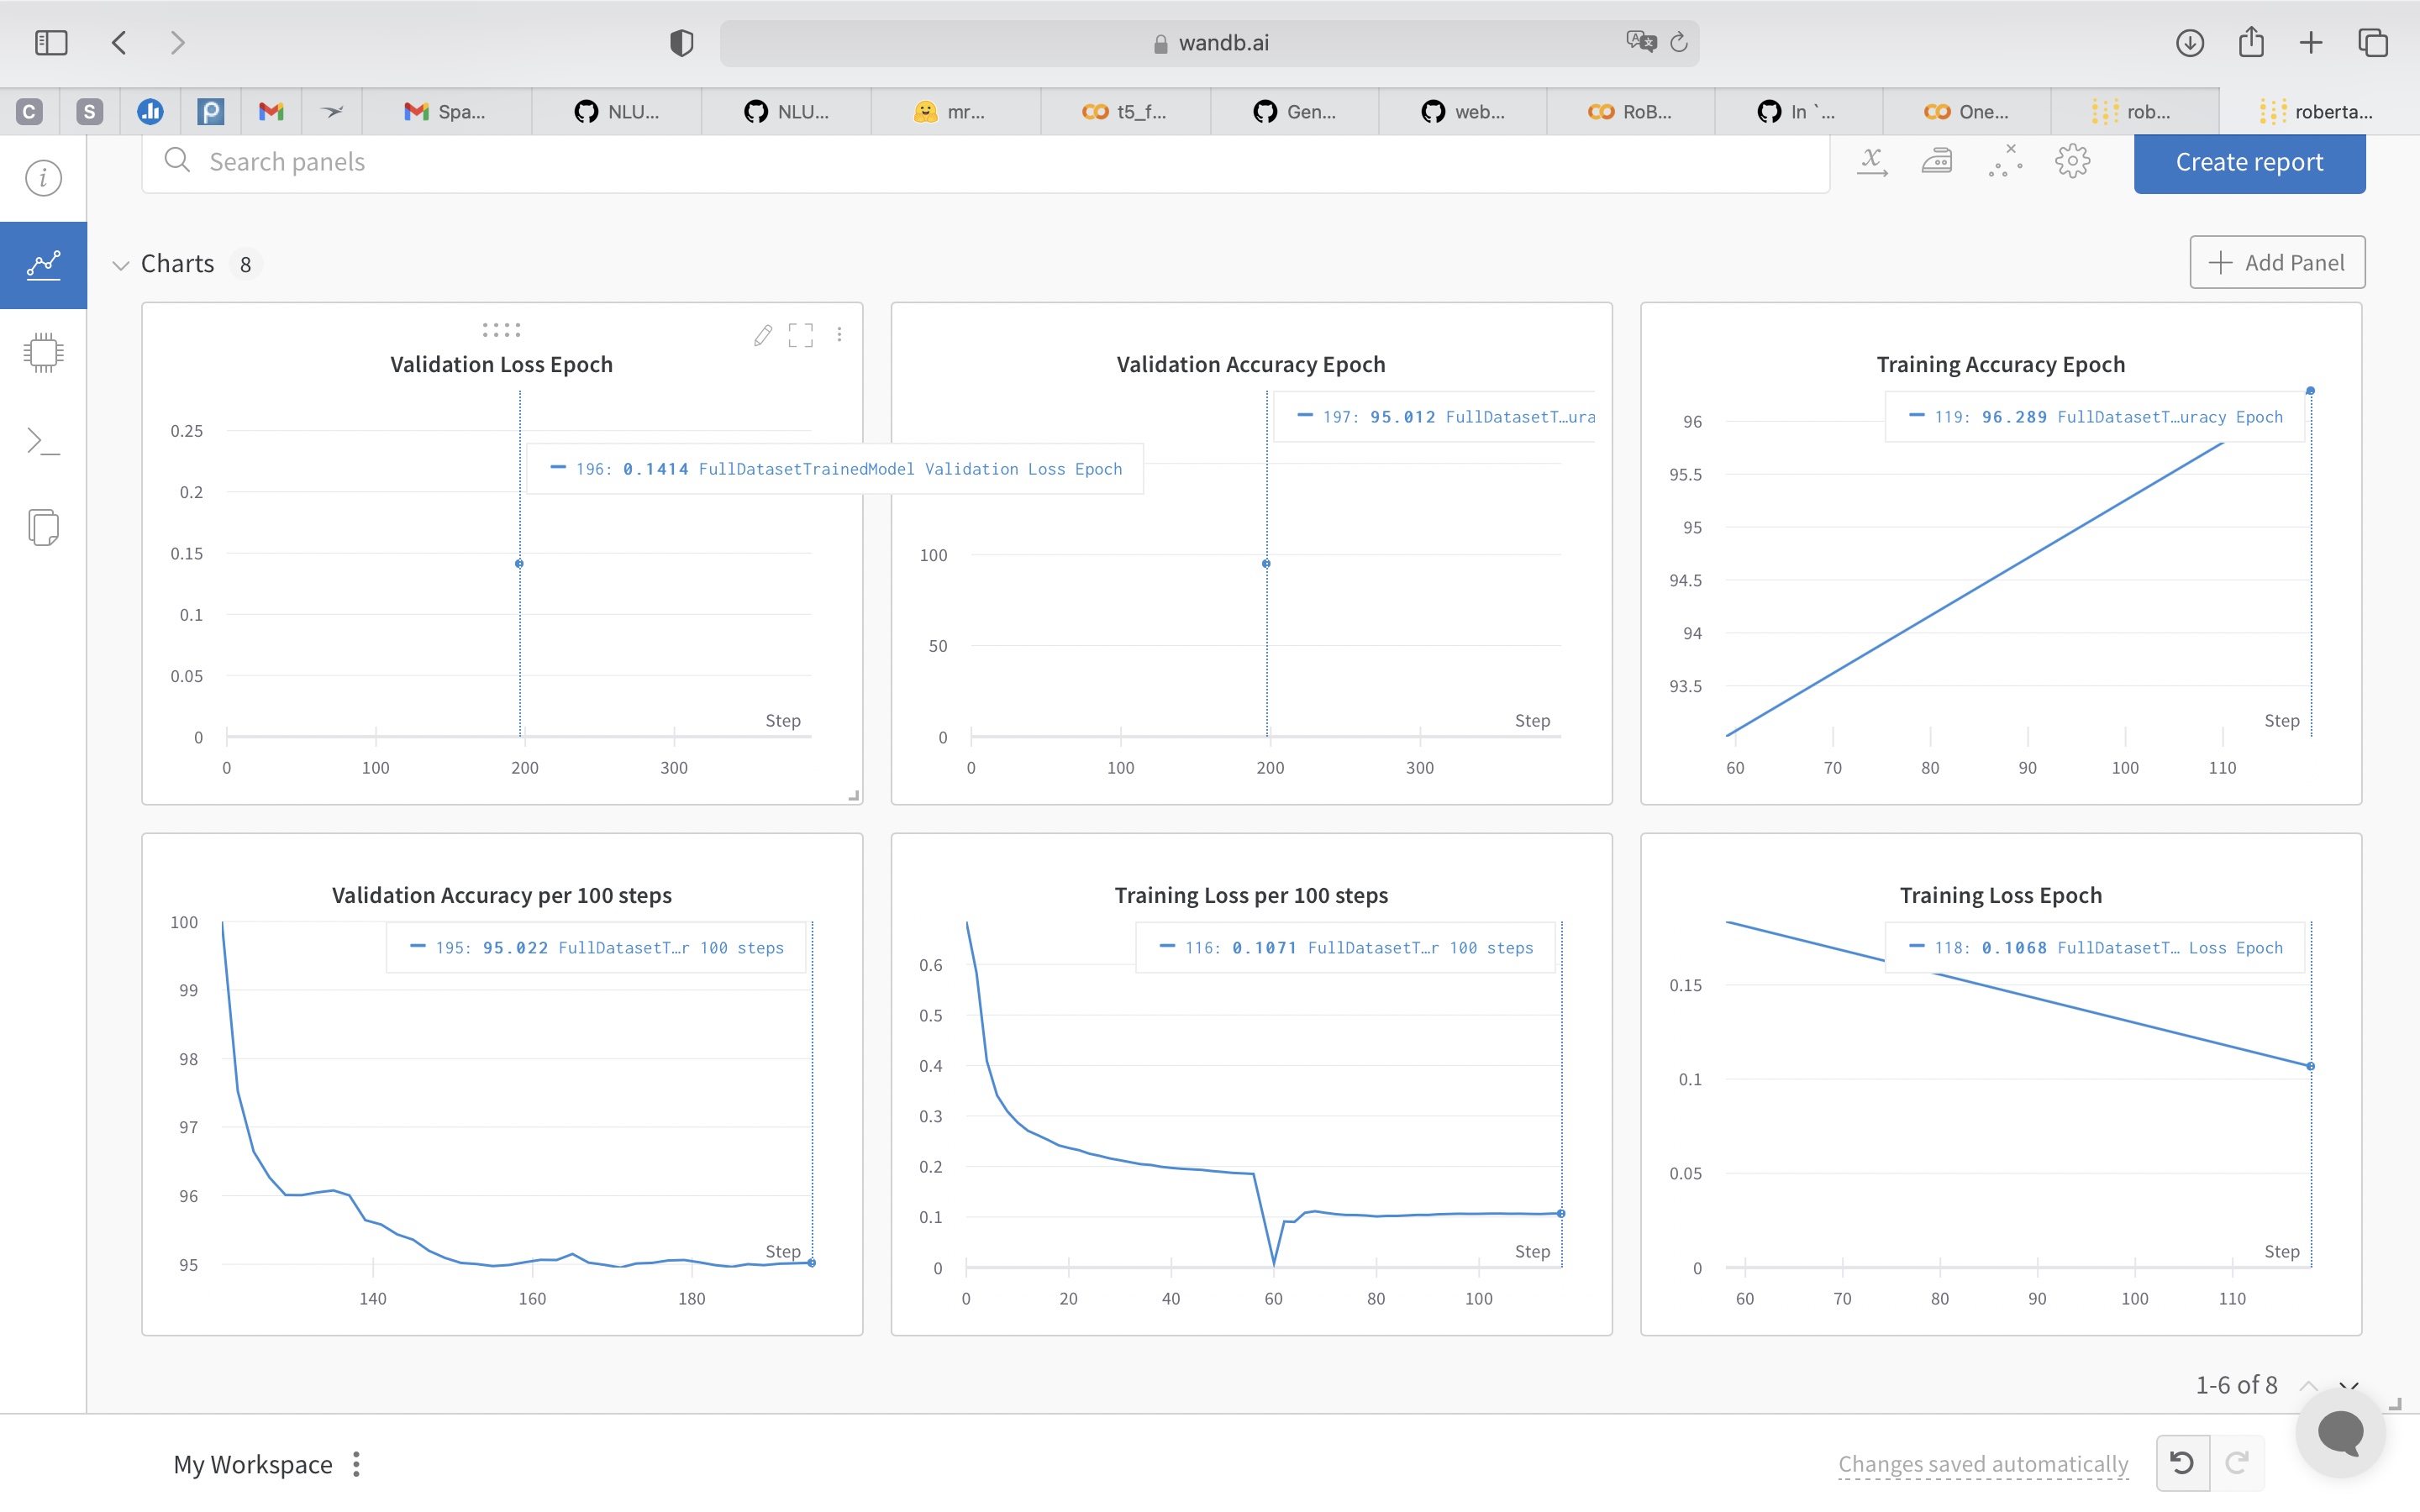 wandb.ai
C
S
Spa...
NLU...
NLU...
mr...
t5_f...
Gen...
web...
RoB...
In `...
One...
rob...
roberta...
Search panels
Create report
Charts 8
Add Panel
Validation Loss Epoch
196: 0.1414 FullDatasetTrainedModel Validation Loss Epoch
0.25
0.2
0.15
0.1
0.05
0
Step
0 100 200 300
Validation Accuracy Epoch
197: 95.012 FullDatasetT…ura
100
50
0
Step
0 100 200 300
Training Accuracy Epoch
119: 96.289 FullDatasetT…uracy Epoch
96
95.5
95
94.5
94
93.5
Step
60 70 80 90 100 110
Validation Accuracy per 100 steps
195: 95.022 FullDatasetT…r 100 steps
100
99
98
97
96
95
Step
140 160 180
Training Loss per 100 steps
116: 0.1071 FullDatasetT…r 100 steps
0.6
0.5
0.4
0.3
0.2
0.1
0
Step
0 20 40 60 80 100
Training Loss Epoch
118: 0.1068 FullDatasetT… Loss Epoch
0.15
0.1
0.05
0
Step
60 70 80 90 100 110
1-6 of 8
My Workspace
Changes saved automatically